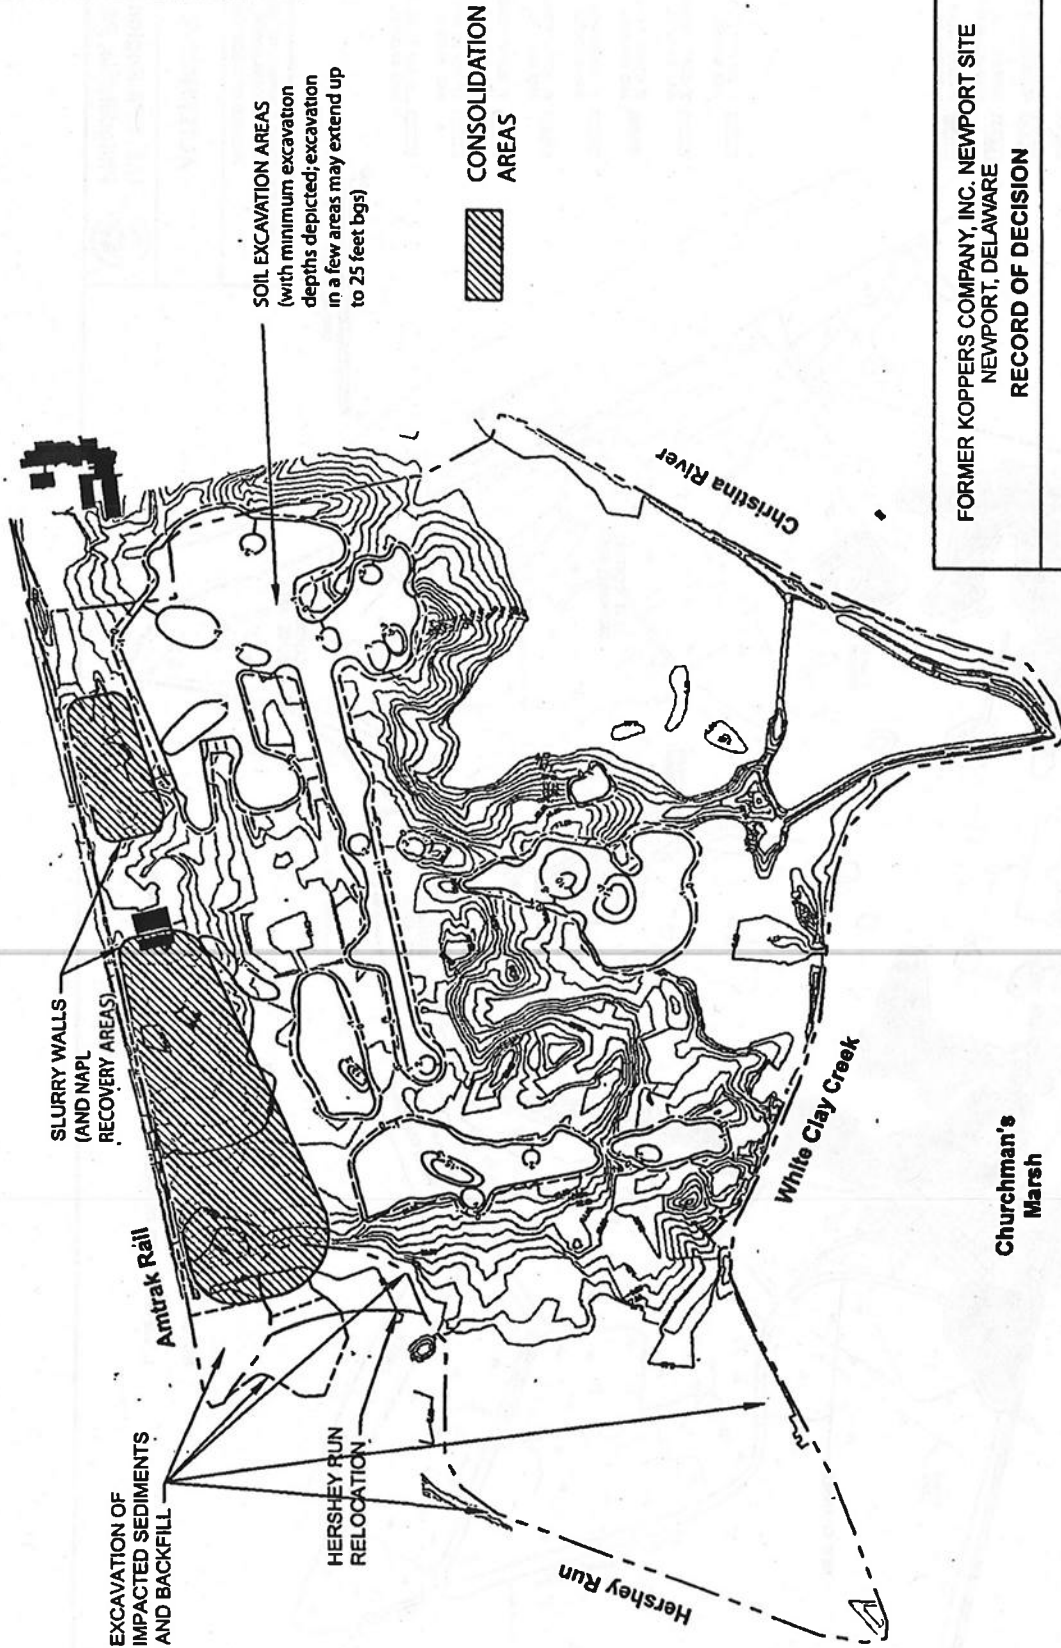 EXCAVATION OF
IMPACTED SEDIMENTS
AND BACKFILL
HERSHEY RUN
RELOCATION
Hershey Run
Amtrak Rail
SLURRY WALLS
(AND NAPL
RECOVERY AREAS)
SOIL EXCAVATION AREAS
(with minimum excavation
depths depicted; excavation
in a few areas may extend up
to 25 feet bgs)
CONSOLIDATION
AREAS
Christina River
White Clay Creek
Churchman's
Marsh
FORMER KOPPERS COMPANY, INC. NEWPORT SITE
NEWPORT, DELAWARE
RECORD OF DECISION